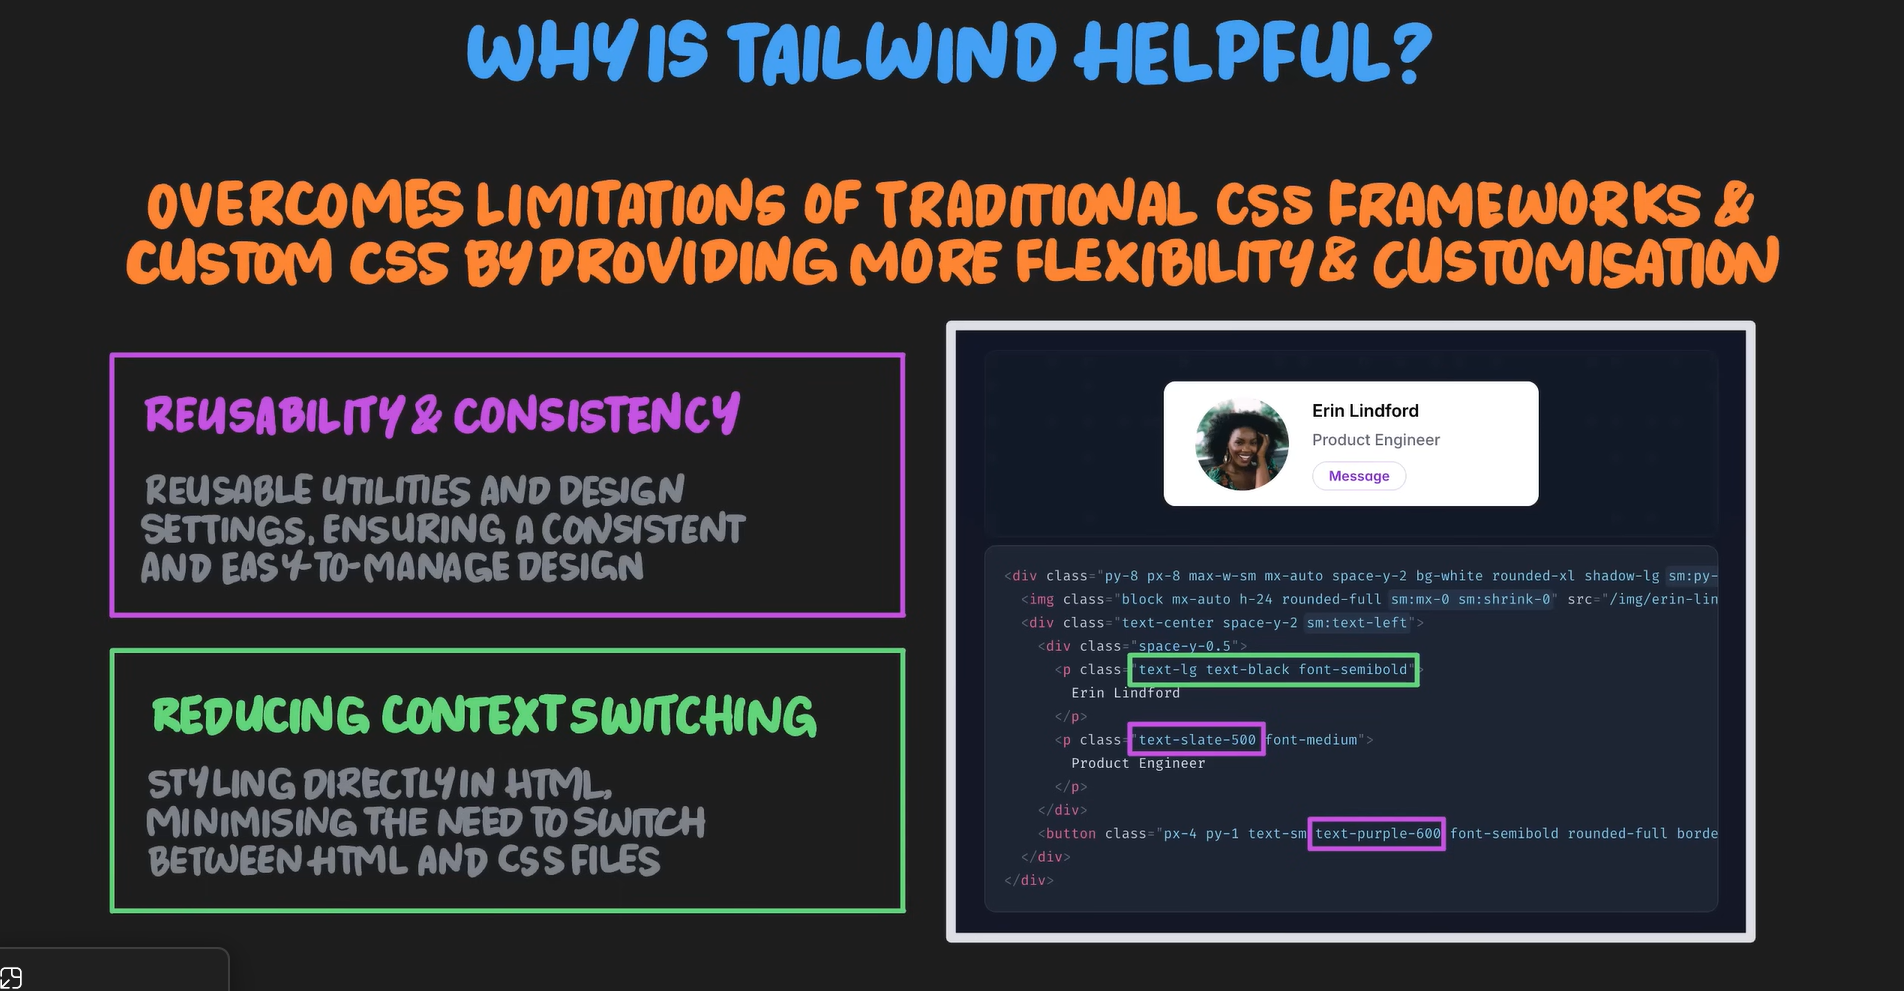 WHY IS TAILWIND HELPFUL?
OVERCOMES LIMITATIONS OF TRADITIONAL CSS FRAMEWORKS &
CUSTOM CSS BY PROVIDING MORE FLEXIBILITY & CUSTOMISATION
REUSABILITY & CONSISTENCY
REUSABLE UTILITIES AND DESIGN
SETTINGS, ENSURING A CONSISTENT
AND EASY-TO-MANAGE DESIGN
REDUCING CONTEXT SWITCHING
STYLING DIRECTLY IN HTML,
MINIMISING THE NEED TO SWITCH
BETWEEN HTML AND CSS FILES
Erin Lindford
Product Engineer
Message
<div class="py-8 px-8 max-w-sm mx-auto space-y-2 bg-white rounded-xl shadow-lg sm:py-
<img class="block mx-auto h-24 rounded-full sm:mx-0 sm:shrink-0" src="/img/erin-lin
<div class="text-center space-y-2 sm:text-left">
<div class="space-y-0.5">
<p class="text-lg text-black font-semibold">
Erin Lindford
</p>
<p class="text-slate-500 font-medium">
Product Engineer
</p>
</div>
<button class="px-4 py-1 text-sm text-purple-600 font-semibold rounded-full borde
</div>
</div>